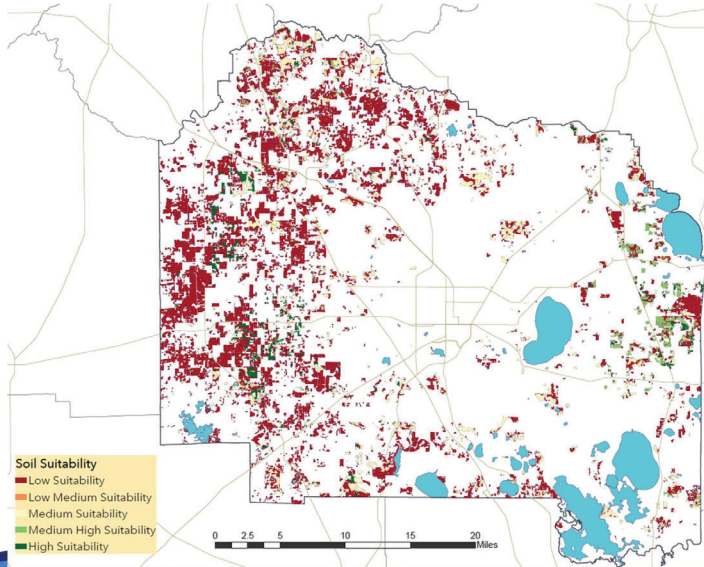 Soil Suitability
Low Suitability
Low Medium Suitability
Medium Suitability
Medium High Suitability
High Suitability
0 2.5 5 10 15 20
Miles